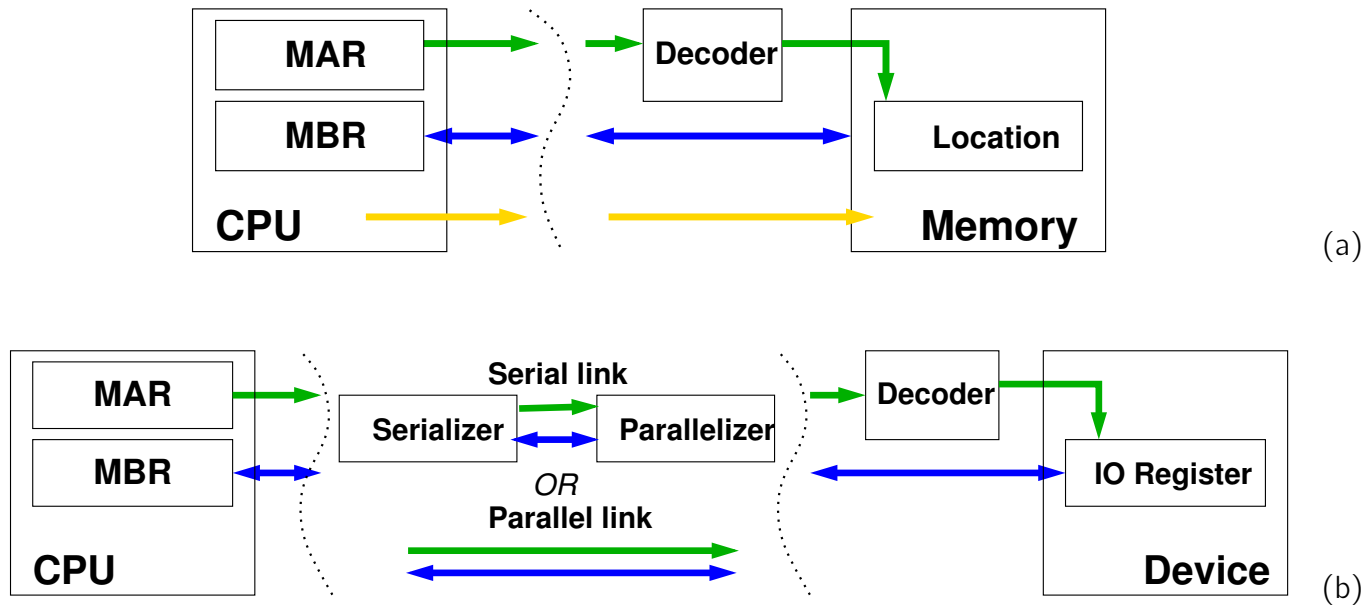 MAR
Decoder
MBR
Location
CPU
Memory
(a)
MAR
Serial link
Decoder
Serializer
Parallelizer
MBR
OR
IO Register
Parallel link
CPU
Device
(b)